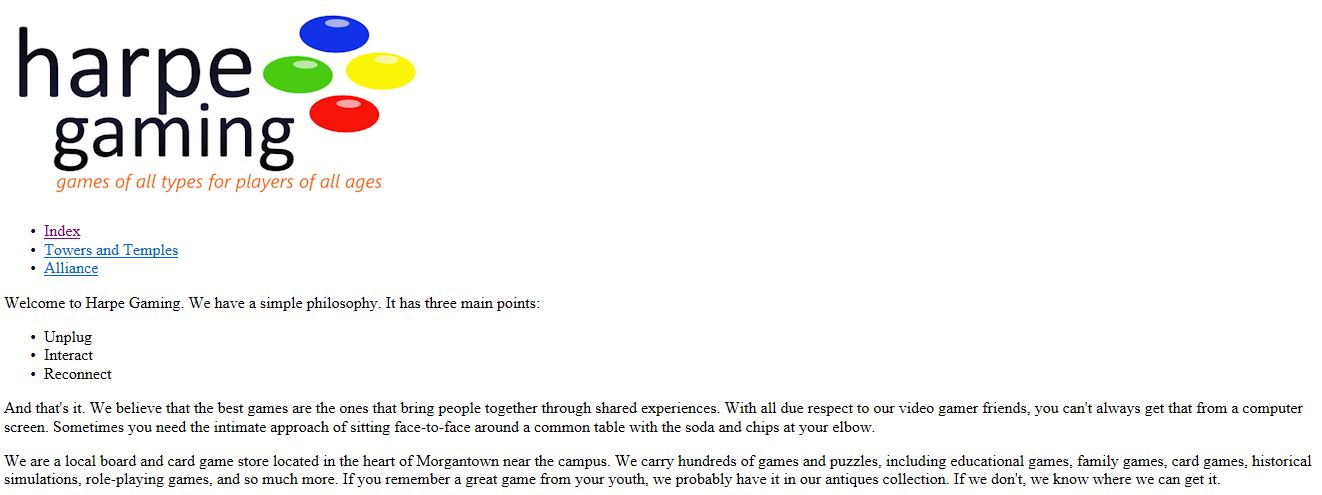 harpe
gaming
games of all types for players of all ages
• Index
• Towers and Temples
• Alliance
Welcome to Harpe Gaming. We have a simple philosophy. It has three main points:
• Unplug
• Interact
• Reconnect
And that's it. We believe that the best games are the ones that bring people together through shared experiences. With all due respect to our video gamer friends, you can't always get that from a computer
screen. Sometimes you need the intimate approach of sitting face-to-face around a common table with the soda and chips at your elbow.
We are a local board and card game store located in the heart of Morgantown near the campus. We carry hundreds of games and puzzles, including educational games, family games, card games, historical
simulations, role-playing games, and so much more. If you remember a great game from your youth, we probably have it in our antiques collection. If we don't, we know where we can get it.